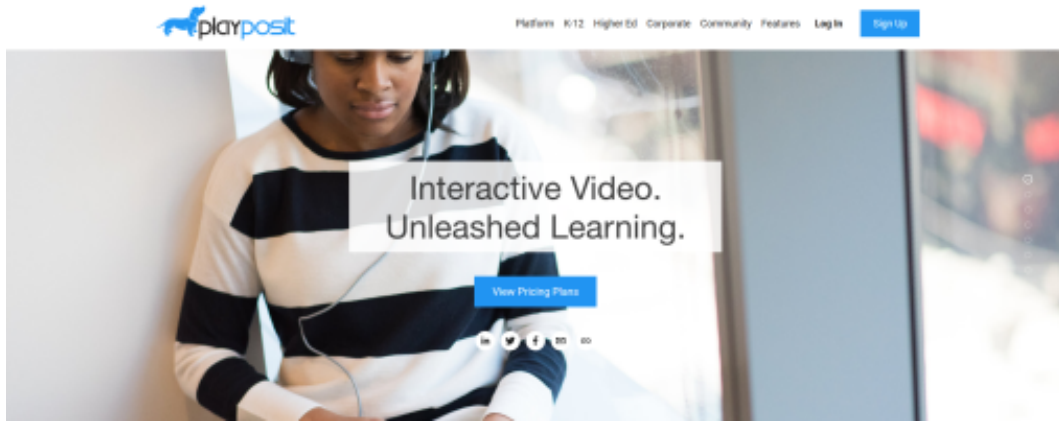 playposit
Platform K-12 Higher Ed Corporate Community Features Log In Sign Up
Interactive Video.
Unleashed Learning.
View Pricing Plans
in f